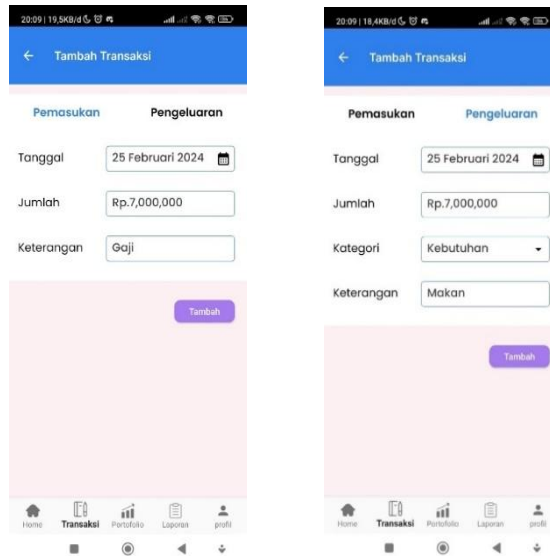 20:09 | 19,5KB/d
Tambah Transaksi
Pemasukan Pengeluaran
Tanggal 25 Februari 2024
Jumlah Rp.7,000,000
Keterangan Gaji
Tambah
Home Transaksi Portofolio Laporan profil
20:09 | 18,4KB/d
Tambah Transaksi
Pemasukan Pengeluaran
Tanggal 25 Februari 2024
Jumlah Rp.7,000,000
Kategori Kebutuhan
Keterangan Makan
Tambah
Home Transaksi Portofolio Laporan profil